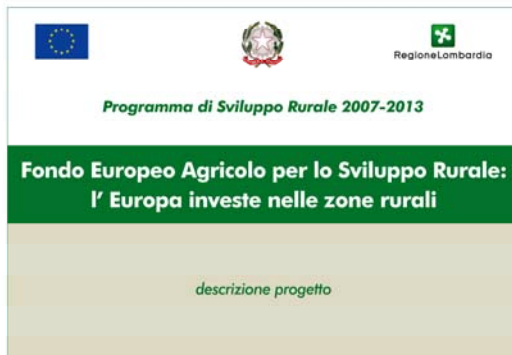 RegioneLombardia
Programma di Sviluppo Rurale 2007-2013
Fondo Europeo Agricolo per lo Sviluppo Rurale:
l' Europa investe nelle zone rurali
descrizione progetto